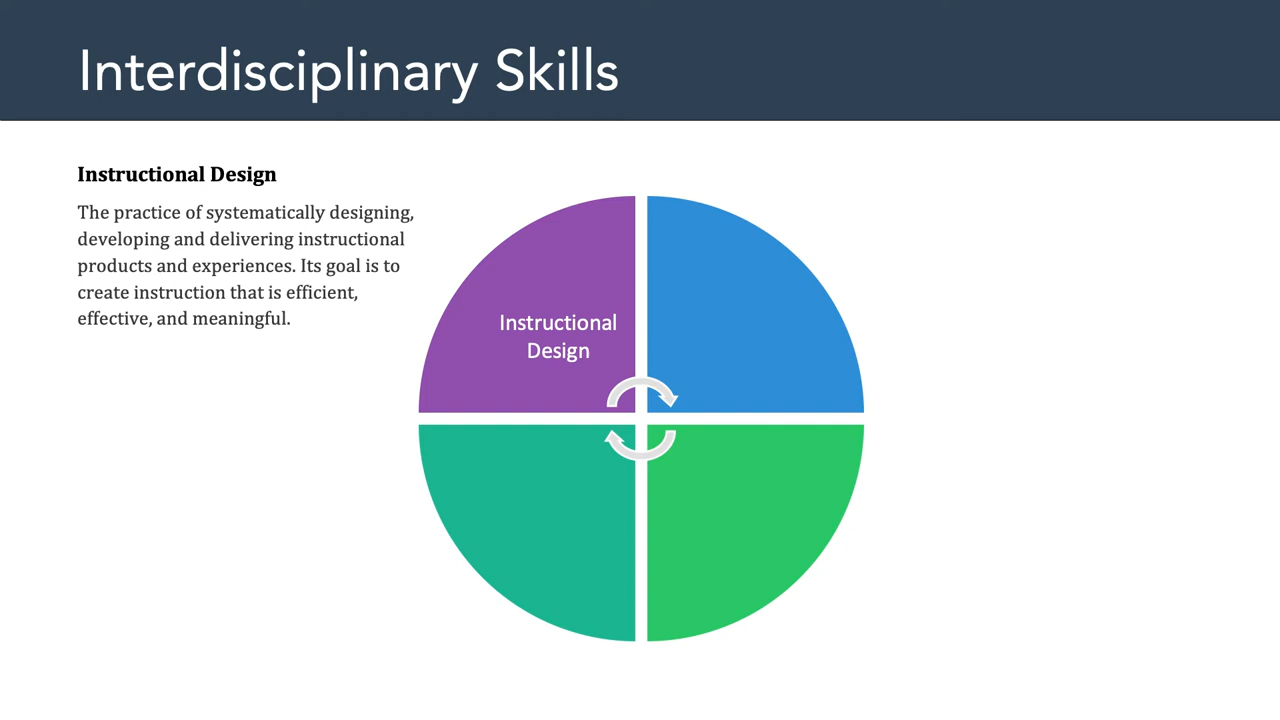 Interdisciplinary Skills
Instructional Design
The practice of systematically designing,
developing and delivering instructional
products and experiences. Its goal is to
create instruction that is efficient,
effective, and meaningful.
Instructional
Design